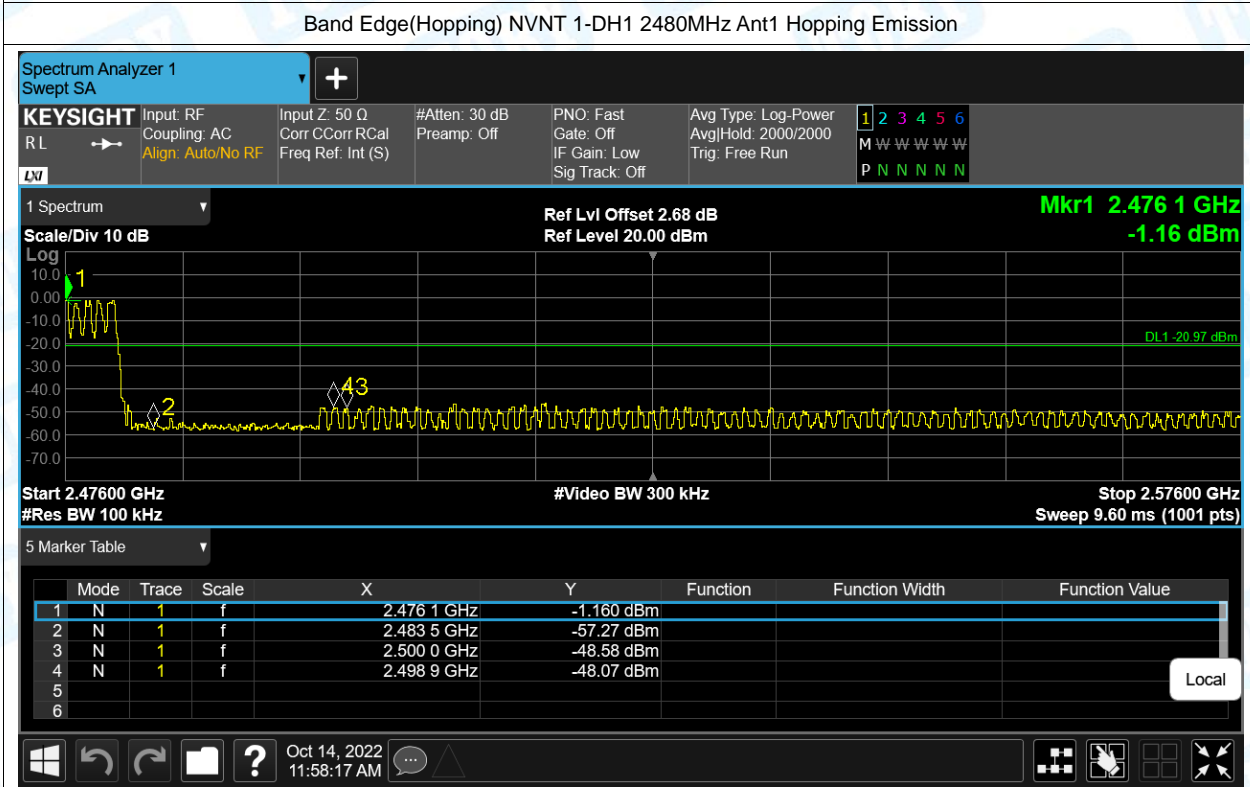 Band Edge(Hopping) NVNT 1-DH1 2480MHz Ant1 Hopping Emission
Spectrum Analyzer 1
Swept SA
+
KEYSIGHT Input: RF Input Z: 50 Ω #Atten: 30 dB PNO: Fast Avg Type: Log-Power 1 2 3 4 5 6
RL Coupling: AC Corr CCorr RCal Preamp: Off Gate: Off Avg|Hold: 2000/2000 M W W W W W
Align: Auto/No RF Freq Ref: Int (S) IF Gain: Low Trig: Free Run
LXI Sig Track: Off P N N N N N
1 Spectrum Ref Lvl Offset 2.68 dB Mkr1 2.476 1 GHz
Scale/Div 10 dB Ref Level 20.00 dBm -1.16 dBm
Log
10.0 1
0.00
-10.0
-20.0 DL1 -20.97 dBm
-30.0
-40.0 43
-50.0 2
-60.0
-70.0
Start 2.47600 GHz #Video BW 300 kHz Stop 2.57600 GHz
#Res BW 100 kHz Sweep 9.60 ms (1001 pts)
5 Marker Table
Mode Trace Scale X Y Function Function Width Function Value
1 N 1 f 2.476 1 GHz -1.160 dBm
2 N 1 f 2.483 5 GHz -57.27 dBm
3 N 1 f 2.500 0 GHz -48.58 dBm
4 N 1 f 2.498 9 GHz -48.07 dBm
5
6
Local
? Oct 14, 2022
11:58:17 AM